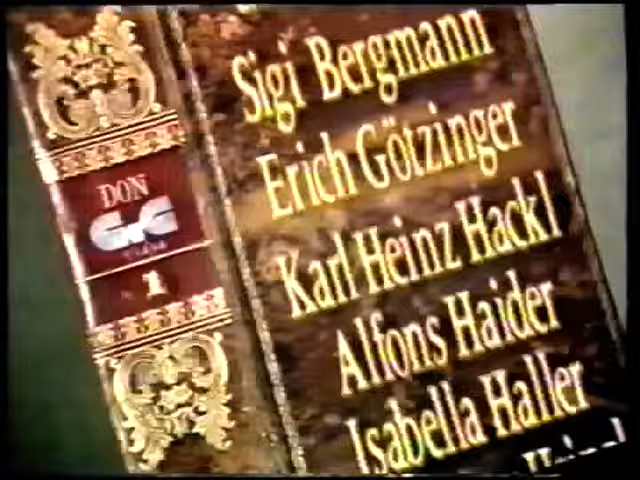 Sigi Bergmann
Erich Götzinger
Karl Heinz Hackl
Alfons Haider
Isabella Haller
DON
1